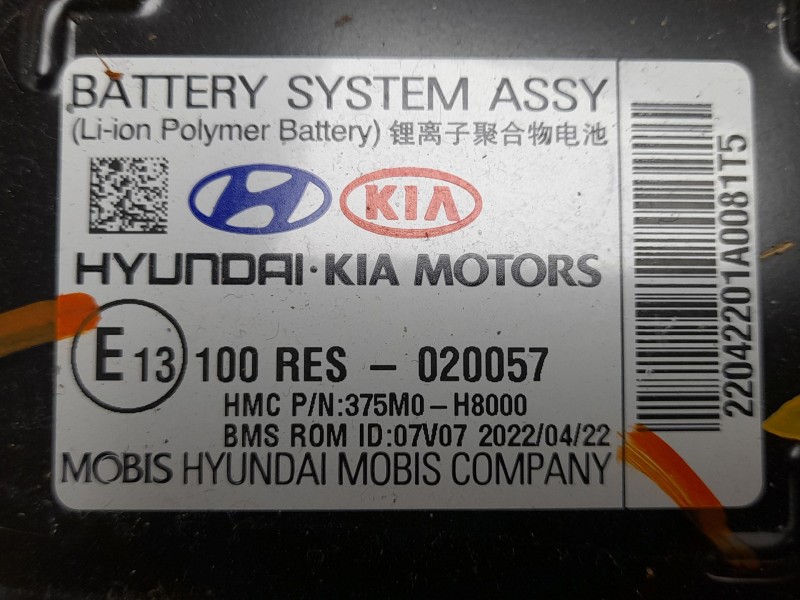 BATTERY SYSTEM ASSY
(Li-ion Polymer Battery) 锂离子聚合物电池
KIA
HYUNDAI·KIA MOTORS
E13 100 RES - 020057
HMC P/N:375M0-H8000
BMS ROM ID:07V07 2022/04/22
MOBIS HYUNDAI MOBIS COMPANY
22042201A0081T5